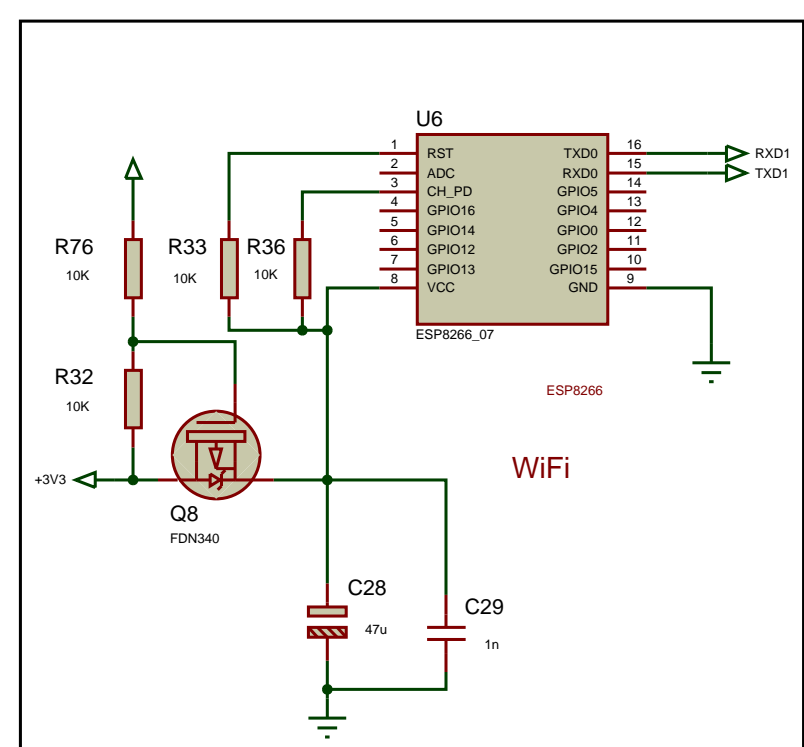 U6
1 RST
2 ADC
3 CH_PD
4 GPIO16
5 GPIO14
6 GPIO12
7 GPIO13
8 VCC
TXD0 16
RXD0 15
GPIO5 14
GPIO4 13
GPIO0 12
GPIO2 11
GPIO15 10
GND 9
RXD1
TXD1
ESP8266_07
ESP8266
WiFi
R76
10K
R33
10K
R36
10K
R32
10K
+3V3
Q8
FDN340
C28
47u
C29
1n